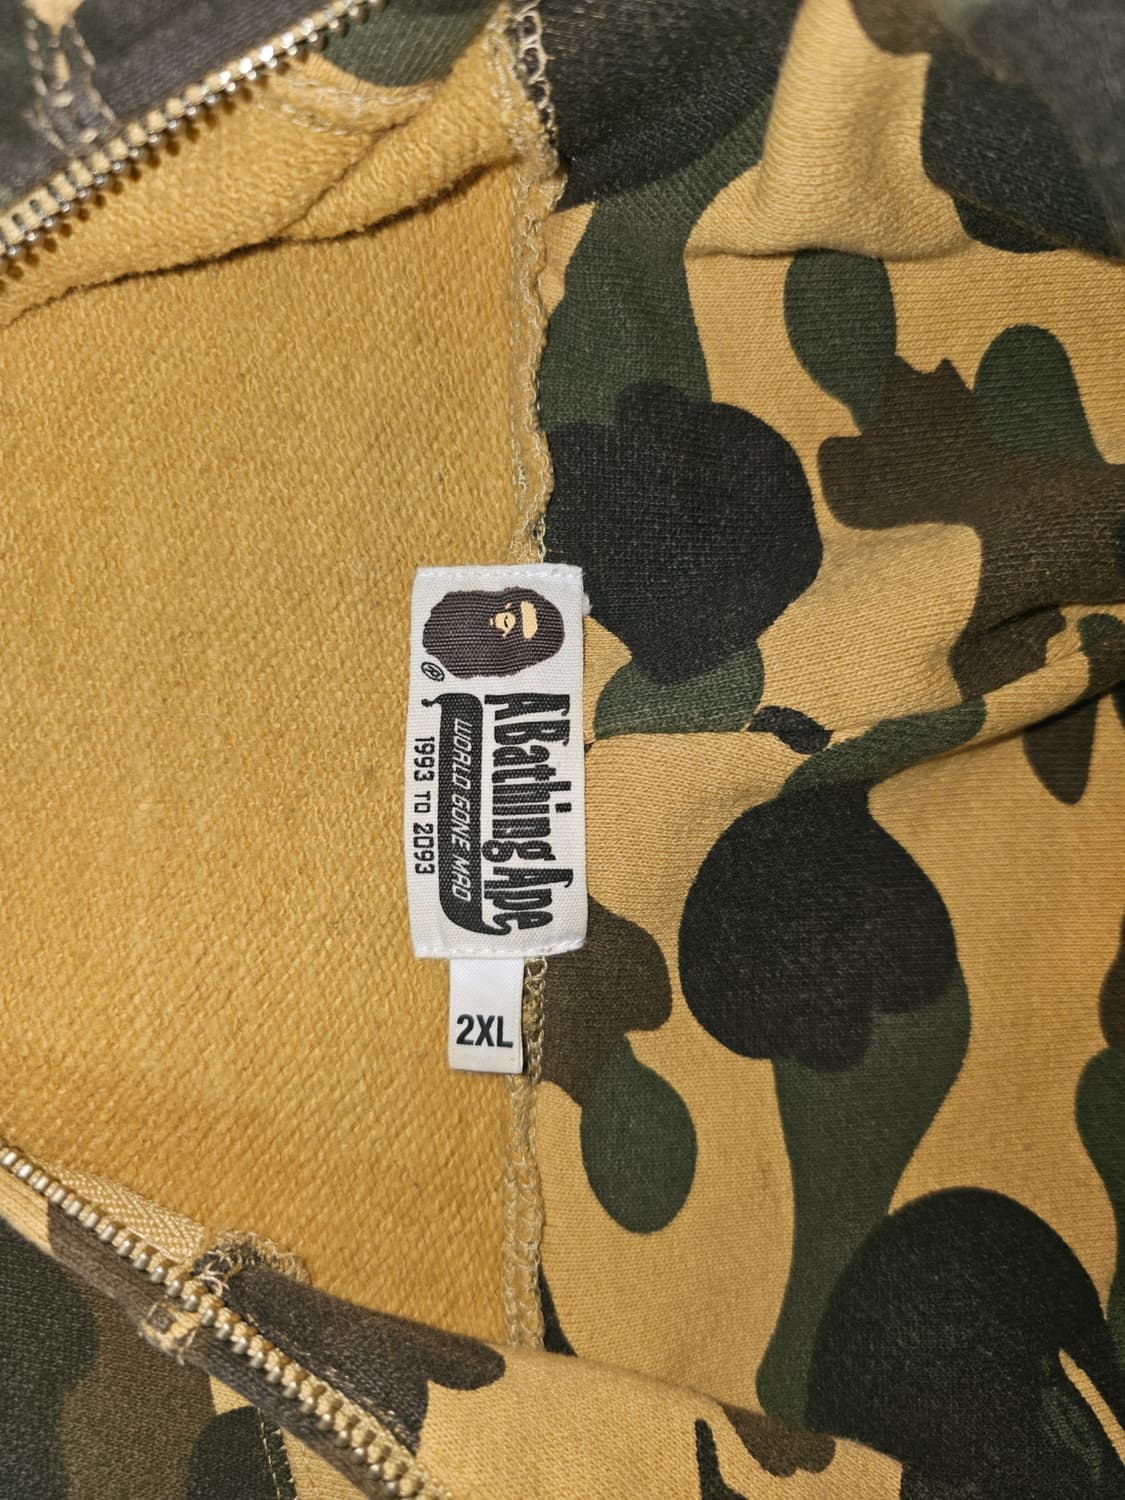 ®
A Bathing Ape
WORLD GONE MAD
1993 TO 2093
2XL